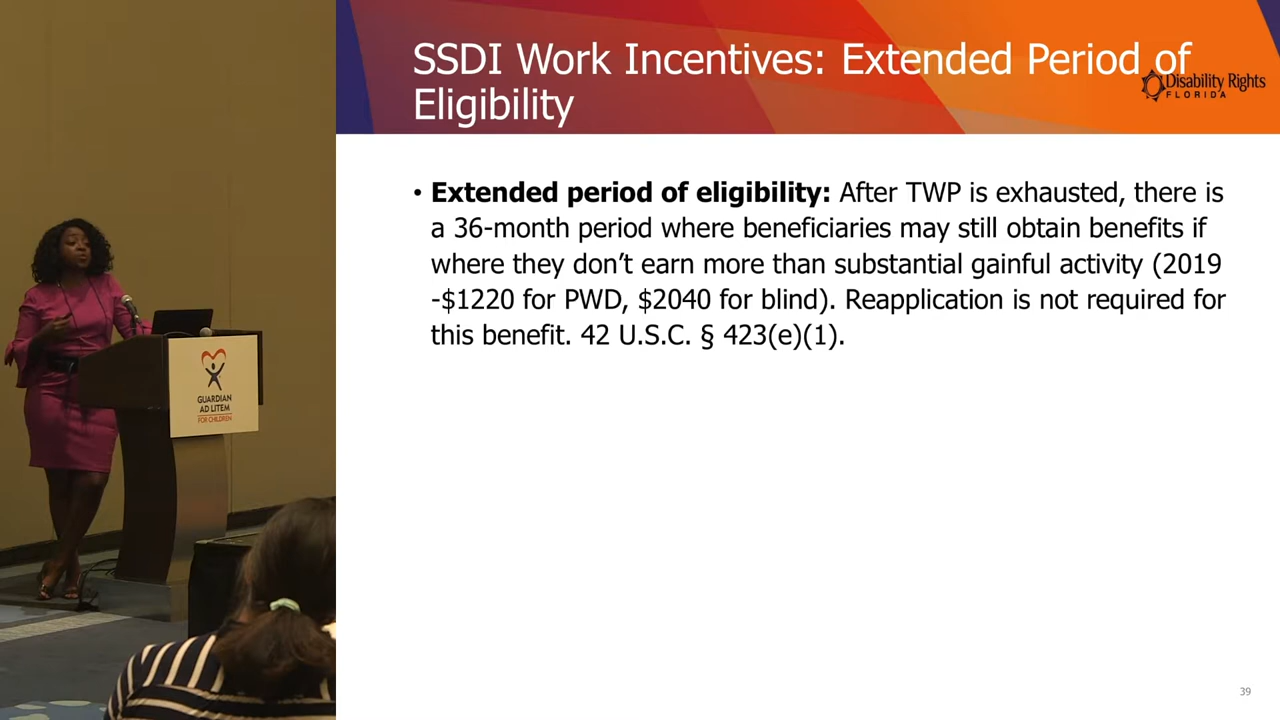 SSDI Work Incentives: Extended Period of
Eligibility
Disability Rights
FLORIDA
• Extended period of eligibility: After TWP is exhausted, there is
a 36-month period where beneficiaries may still obtain benefits if
where they don’t earn more than substantial gainful activity (2019
-$1220 for PWD, $2040 for blind). Reapplication is not required for
this benefit. 42 U.S.C. § 423(e)(1).
GUARDIAN
AD LITEM
FOR CHILDREN
39